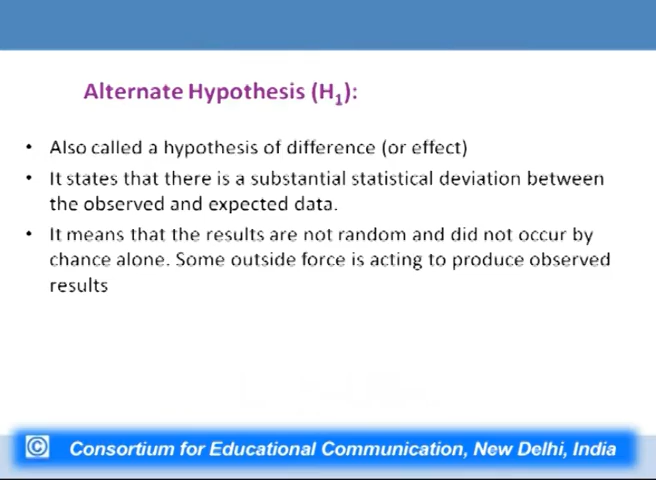 Alternate Hypothesis (H₁):
• Also called a hypothesis of difference (or effect)
• It states that there is a substantial statistical deviation between
the observed and expected data.
• It means that the results are not random and did not occur by
chance alone. Some outside force is acting to produce observed
results
© Consortium for Educational Communication, New Delhi, India